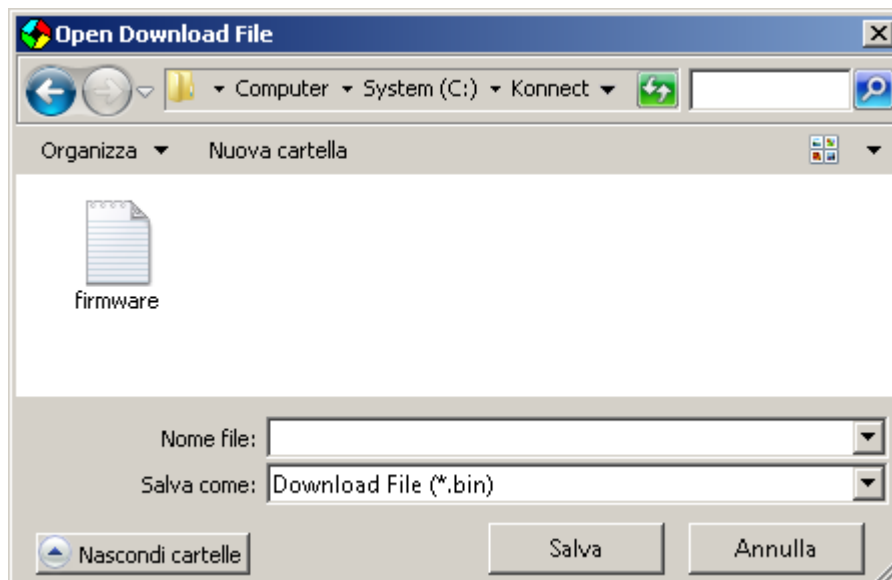 Open Download File
Computer System (C:) Konnect
Organizza Nuova cartella
firmware
Nome file:
Salva come: Download File (*.bin)
Nascondi cartelle Salva Annulla